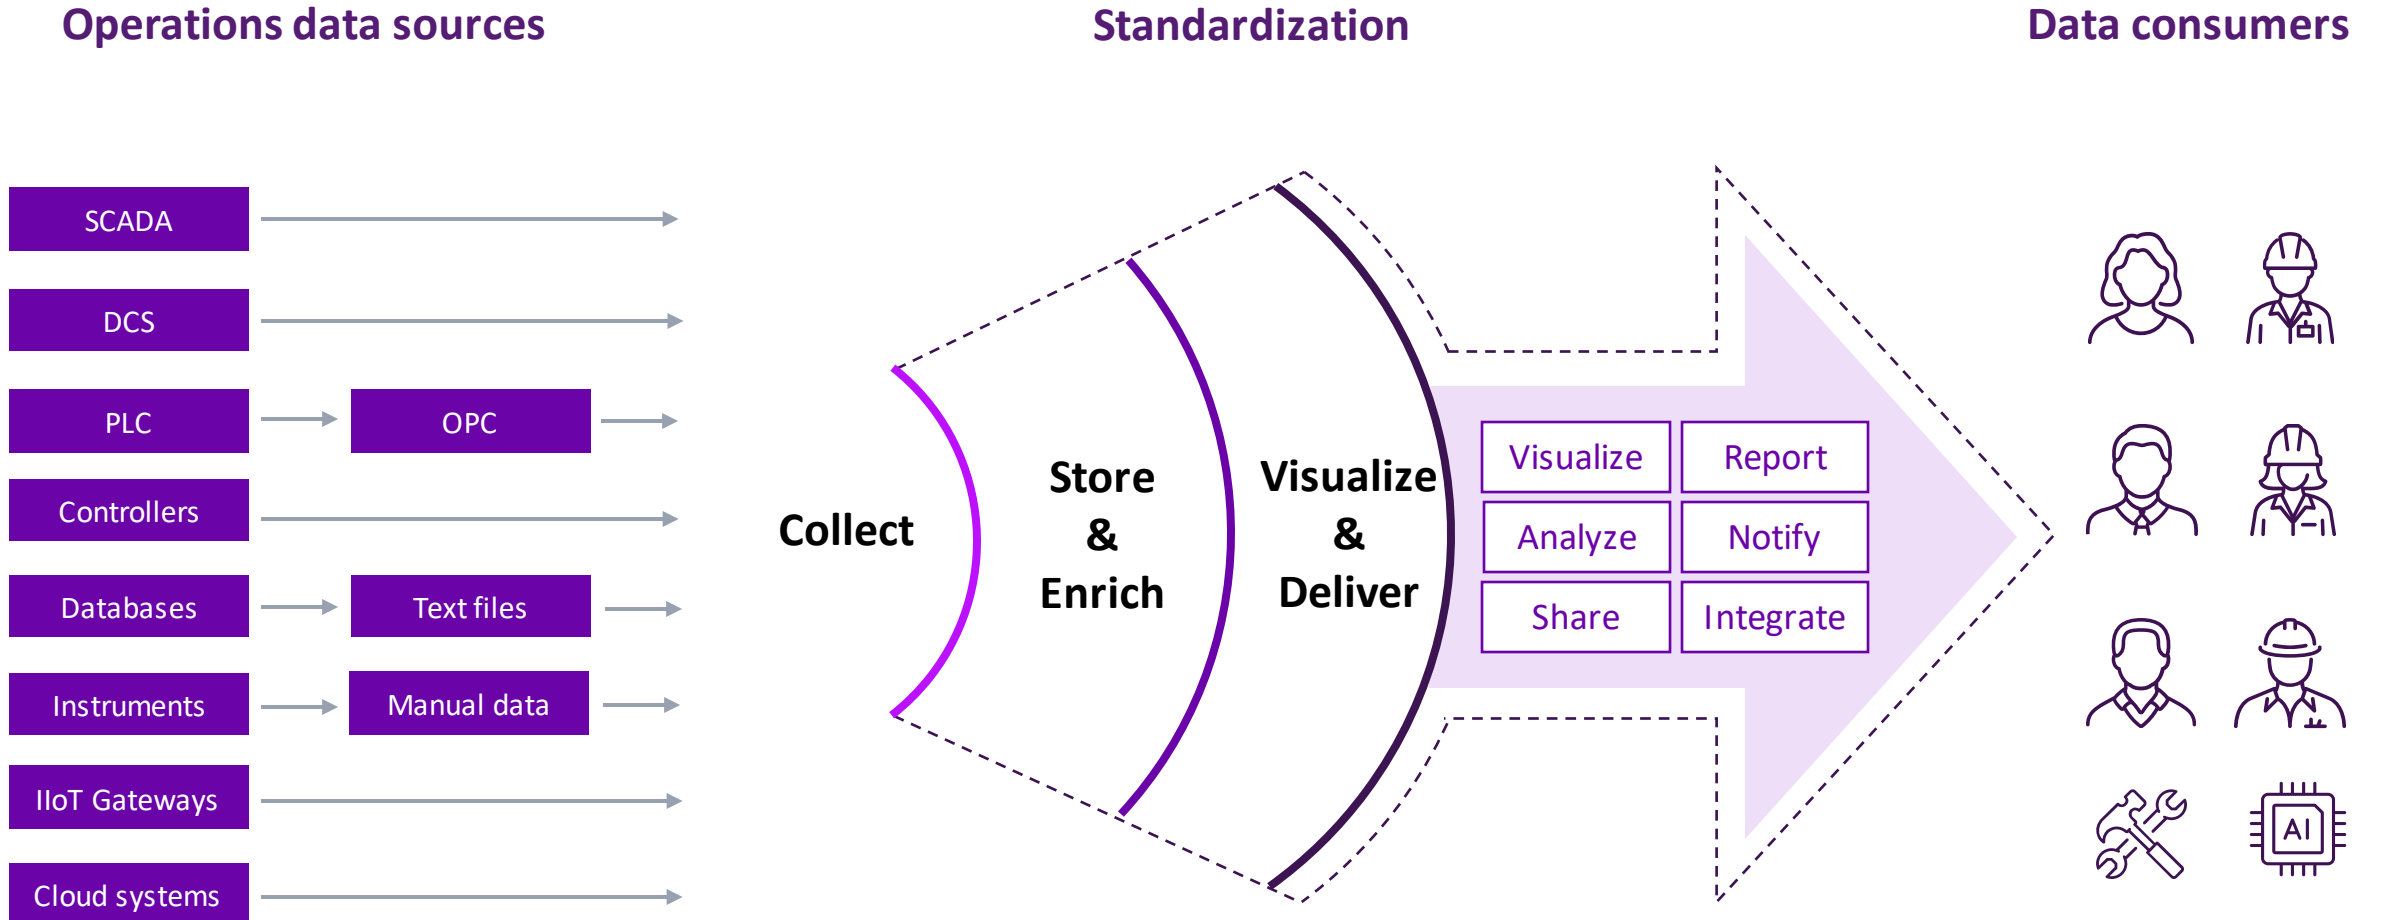 Operations data sources
Standardization
Data consumers
SCADA
DCS
PLC
OPC
Controllers
Databases
Text files
Instruments
Manual data
IIoT Gateways
Cloud systems
Collect
Store
&
Enrich
Visualize
&
Deliver
Visualize
Report
Analyze
Notify
Share
Integrate
AI